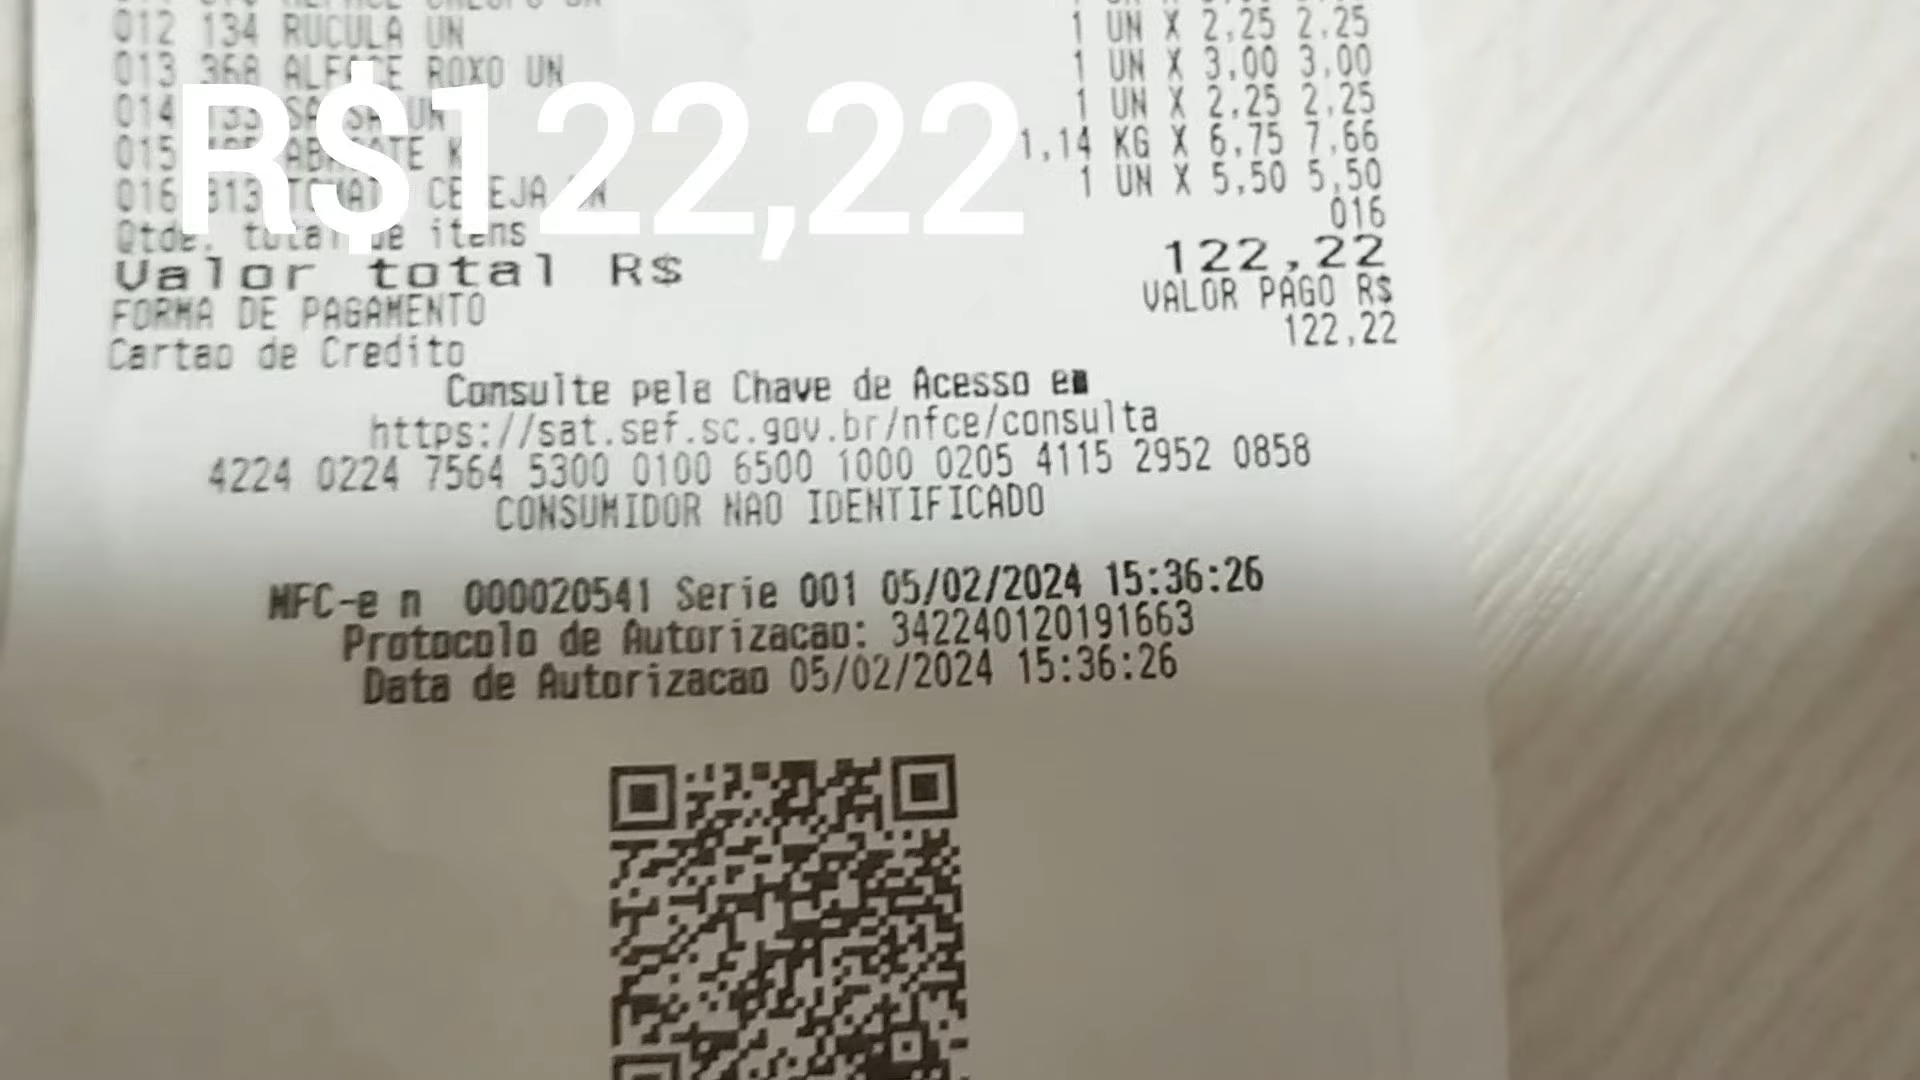 012 134 RUCULA UN 1 UN X 2,25 2,25
013 368 ALFACE ROXO UN 1 UN X 3,00 3,00
R$122,22
014 UN 1 UN X 2,25 2,25
015 1,14 KG X 6,75 7,66
016 813 CEREJA UN 1 UN X 5,50 5,50
Qtde. total de itens 016
Valor total R$ 122,22
FORMA DE PAGAMENTO VALOR PAGO R$
Cartao de Credito 122,22
Consulte pela Chave de Acesso em
https://sat.sef.sc.gov.br/nfce/consulta
4224 0224 7564 5300 0100 6500 1000 0205 4115 2952 0858
CONSUMIDOR NAO IDENTIFICADO
NFC-e n 000020541 Serie 001 05/02/2024 15:36:26
Protocolo de Autorizacao: 342240120191663
Data de Autorizacao 05/02/2024 15:36:26